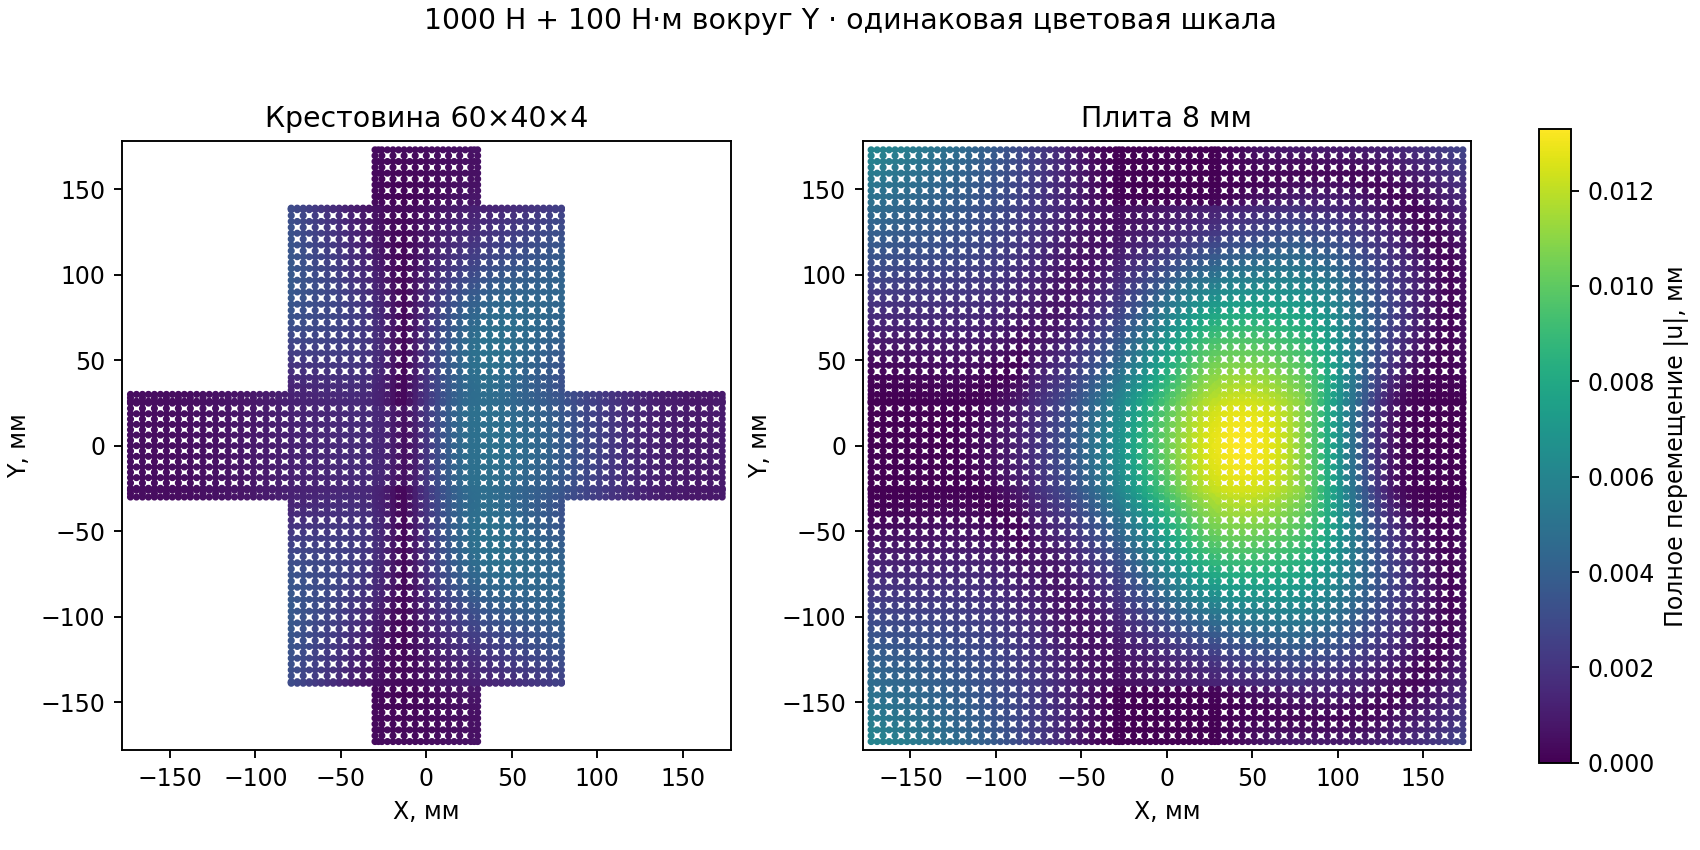 1000 Н + 100 Н·м вокруг Y · одинаковая цветовая шкала
Крестовина 60×40×4
Y, мм
150
100
50
0
−50
−100
−150
−150 −100 −50 0 50 100 150
X, мм
Плита 8 мм
Y, мм
150
100
50
0
−50
−100
−150
−150 −100 −50 0 50 100 150
X, мм
0.012
0.010
0.008
0.006
0.004
0.002
0.000
Полное перемещение |u|, мм